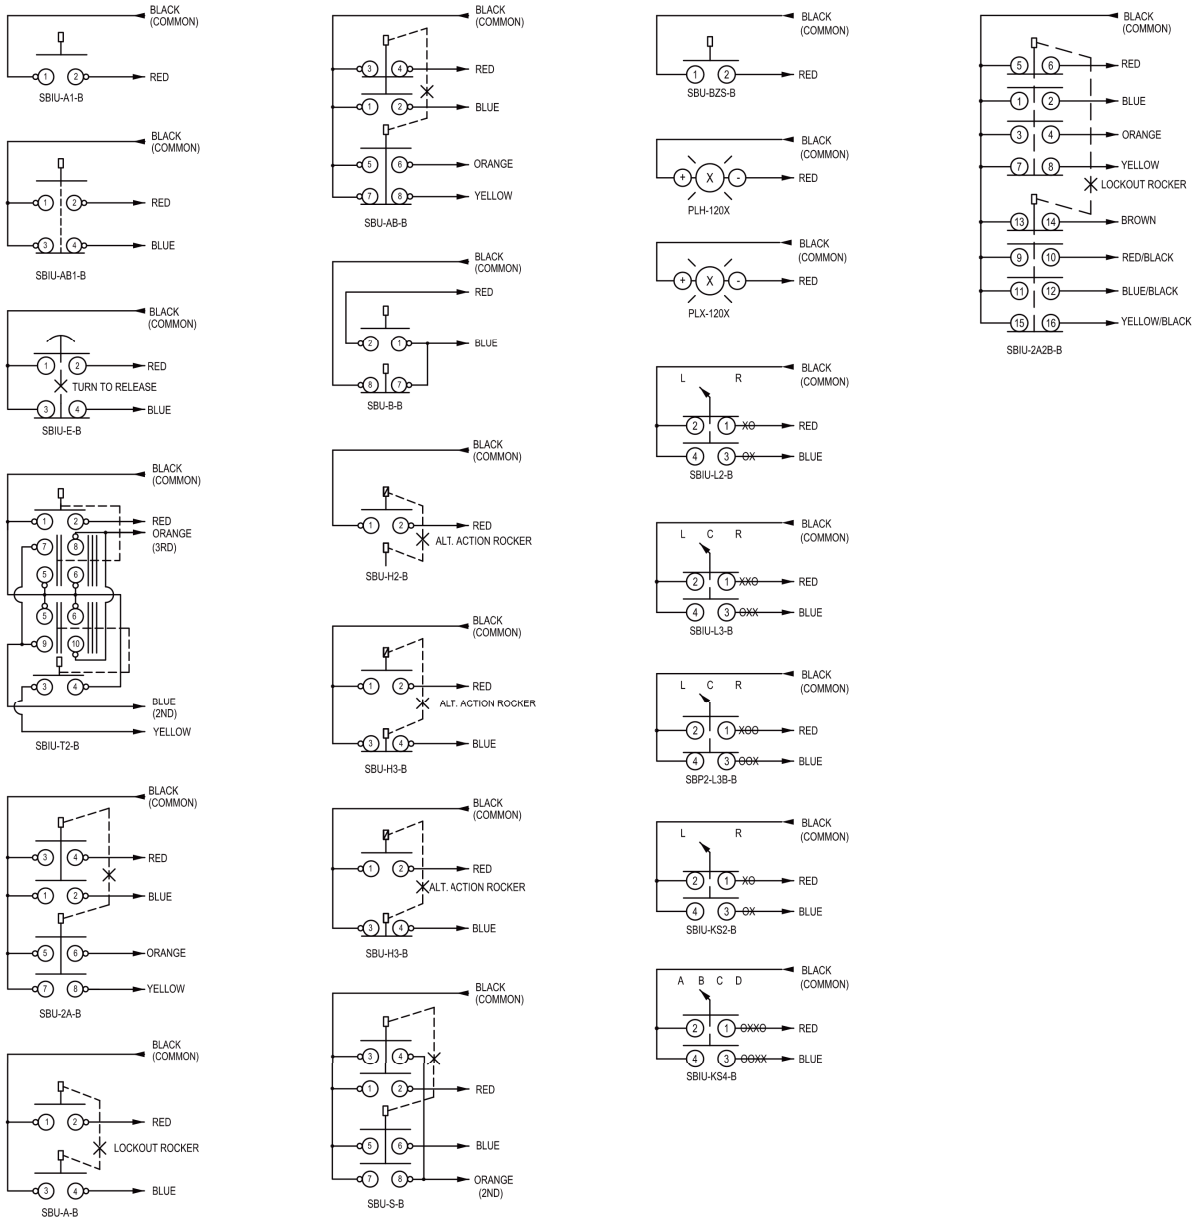 BLACK
(COMMON)
1 2
RED
SBIU-A1-B
BLACK
(COMMON)
1 2
RED
3 4
BLUE
SBIU-AB1-B
BLACK
(COMMON)
1 2
RED
TURN TO RELEASE
3 4
BLUE
SBIU-E-B
BLACK
(COMMON)
1 2
RED
ORANGE
(3RD)
7 8
5 6
5 6
9 10
3 4
BLUE
(2ND)
YELLOW
SBIU-T2-B
BLACK
(COMMON)
3 4
RED
1 2
BLUE
5 6
ORANGE
7 8
YELLOW
SBU-2A-B
BLACK
(COMMON)
1 2
RED
LOCKOUT ROCKER
3 4
BLUE
SBU-A-B
BLACK
(COMMON)
3 4
RED
1 2
BLUE
5 6
ORANGE
7 8
YELLOW
SBU-AB-B
BLACK
(COMMON)
RED
2 1
BLUE
8 7
SBU-B-B
BLACK
(COMMON)
1 2
RED
ALT. ACTION ROCKER
SBU-H2-B
BLACK
(COMMON)
1 2
RED
ALT. ACTION ROCKER
3 4
BLUE
SBU-H3-B
BLACK
(COMMON)
1 2
RED
ALT. ACTION ROCKER
3 4
BLUE
SBU-H3-B
BLACK
(COMMON)
3 4
1 2
RED
5 6
BLUE
7 8
ORANGE
(2ND)
SBU-S-B
BLACK
(COMMON)
1 2
RED
SBU-BZS-B
BLACK
(COMMON)
+ X -
RED
PLH-120X
BLACK
(COMMON)
+ X -
RED
PLX-120X
BLACK
(COMMON)
L R
2 1 XO
RED
4 3 OX
BLUE
SBIU-L2-B
BLACK
(COMMON)
L C R
2 1 XXO
RED
4 3 OXX
BLUE
SBIU-L3-B
BLACK
(COMMON)
L C R
2 1 XOO
RED
4 3 OOX
BLUE
SBP2-L3B-B
BLACK
(COMMON)
L R
2 1 XO
RED
4 3 OX
BLUE
SBIU-KS2-B
BLACK
(COMMON)
A B C D
2 1 OXXO
RED
4 3 OOXX
BLUE
SBIU-KS4-B
BLACK
(COMMON)
5 6
RED
1 2
BLUE
3 4
ORANGE
7 8
YELLOW
LOCKOUT ROCKER
13 14
BROWN
9 10
RED/BLACK
11 12
BLUE/BLACK
15 16
YELLOW/BLACK
SBIU-2A2B-B